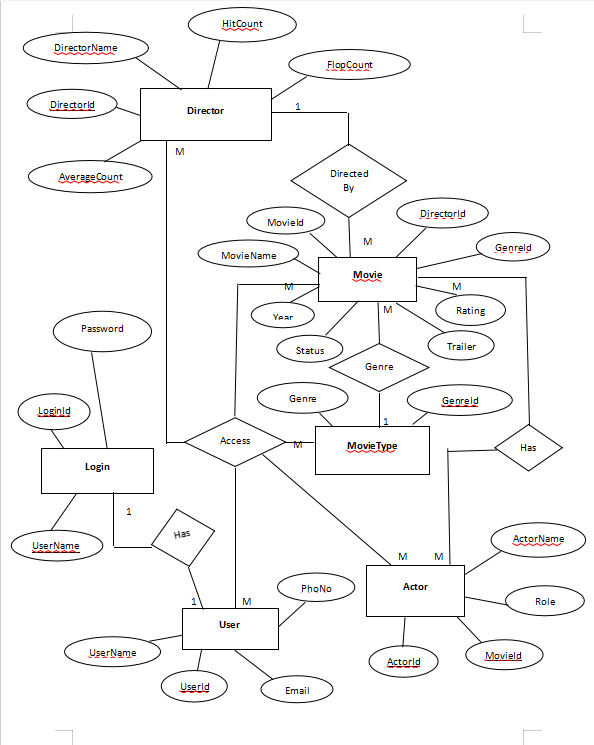 HitCount
DirectorName
FlopCount
DirectorId
Director
1
M
AverageCount
Directed
By
MovieId
DirectorId
M
GenreId
MovieName
Movie
M
M
Year
M
Rating
Password
Status
Trailer
Genre
Genre
GenreId
LoginId
1
Access
M
MovieType
Has
Login
1
Has
ActorName
UserName
M
M
Actor
PhoNo
1
M
Role
User
UserName
MovieId
ActorId
UserId
Email